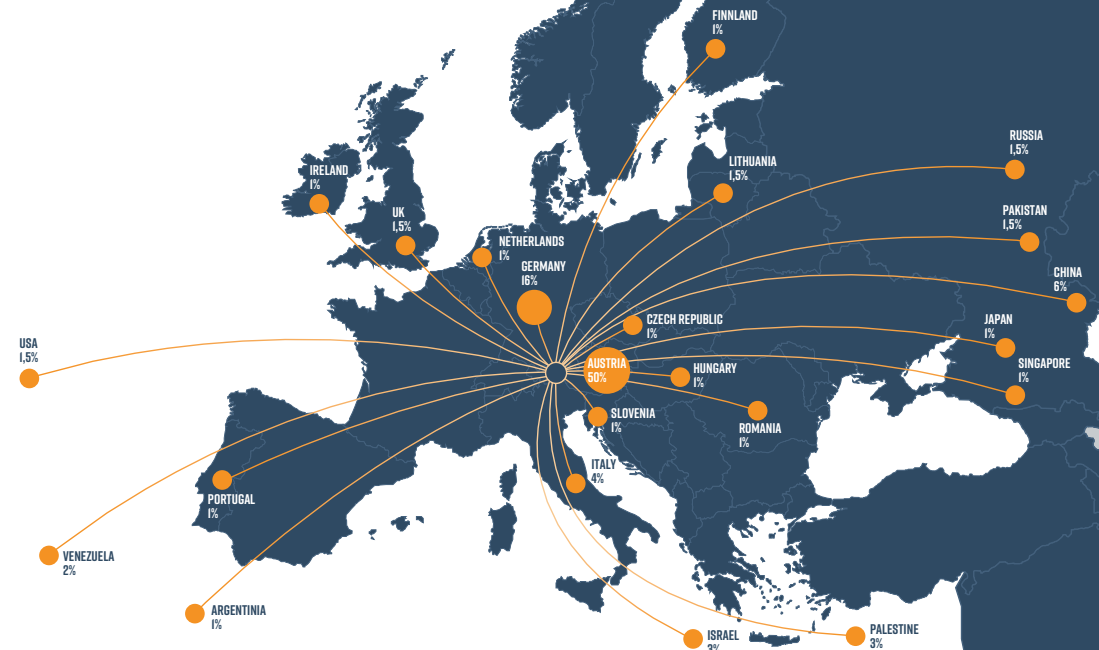 FINNLAND
1%
RUSSIA
1,5%
LITHUANIA
1,5%
IRELAND
1%
UK
1,5%
PAKISTAN
1,5%
NETHERLANDS
1%
GERMANY
16%
CHINA
6%
CZECH REPUBLIC
1%
JAPAN
1%
USA
1,5%
AUSTRIA
50%
HUNGARY
1%
SINGAPORE
1%
SLOVENIA
1%
ROMANIA
1%
ITALY
4%
PORTUGAL
1%
VENEZUELA
2%
ARGENTINIA
1%
ISRAEL
PALESTINE
3%